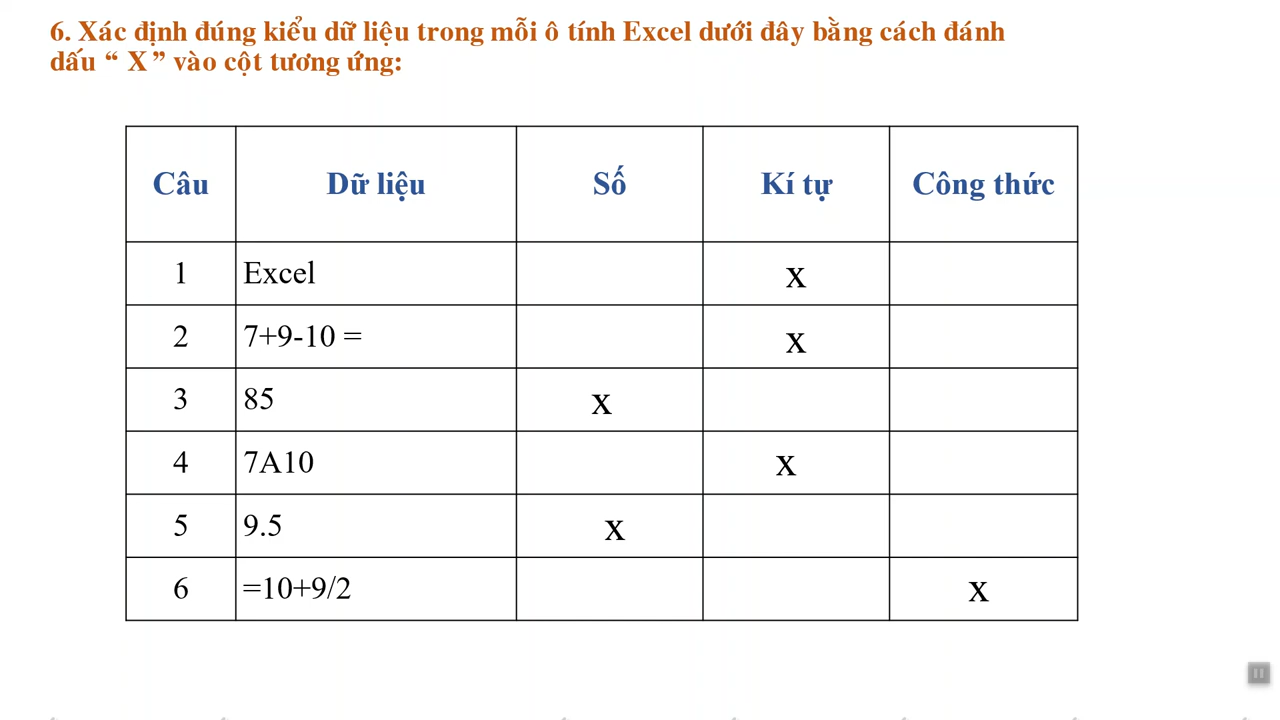 6. Xác định đúng kiểu dữ liệu trong mỗi ô tính Excel dưới đây bằng cách đánh
dấu “ X ” vào cột tương ứng:
Câu Dữ liệu Số Kí tự Công thức
1 Excel x
2 7+9-10 = x
3 85 x
4 7A10 x
5 9.5 x
6 =10+9/2 x